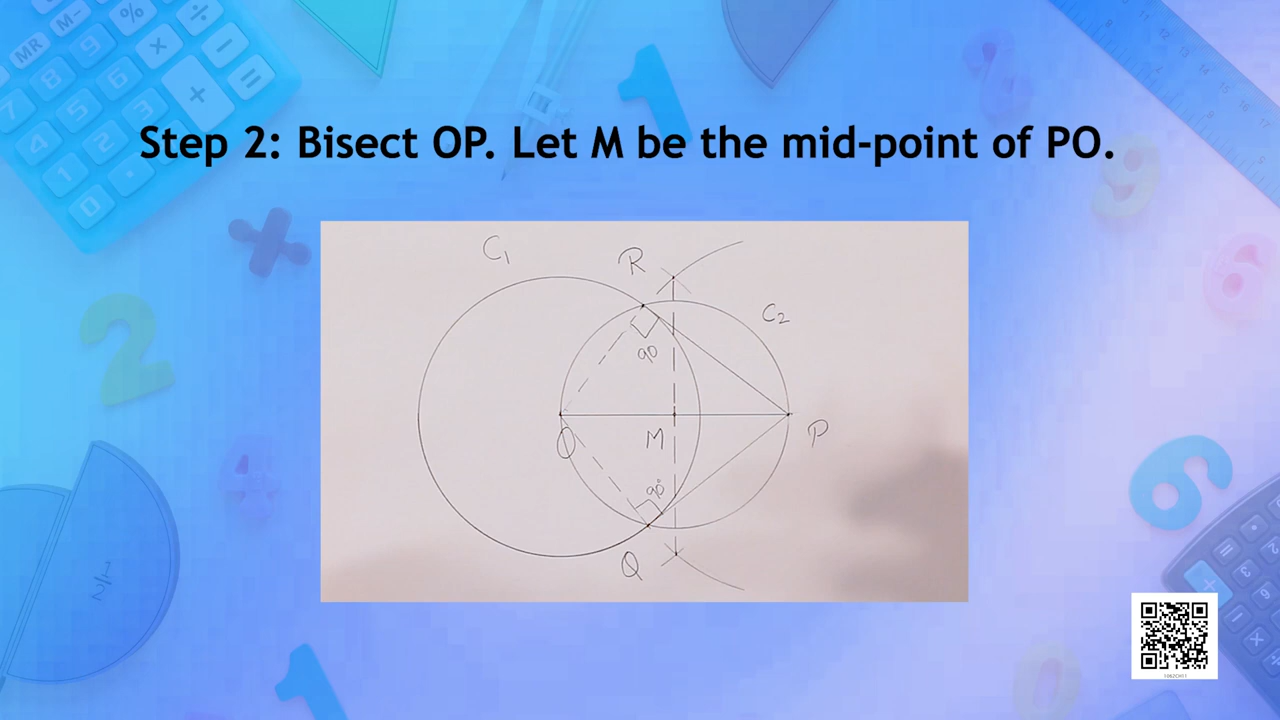 Step 2: Bisect OP. Let M be the mid-point of PO.
C₁
R
C₂
90
O
M
P
90°
Q